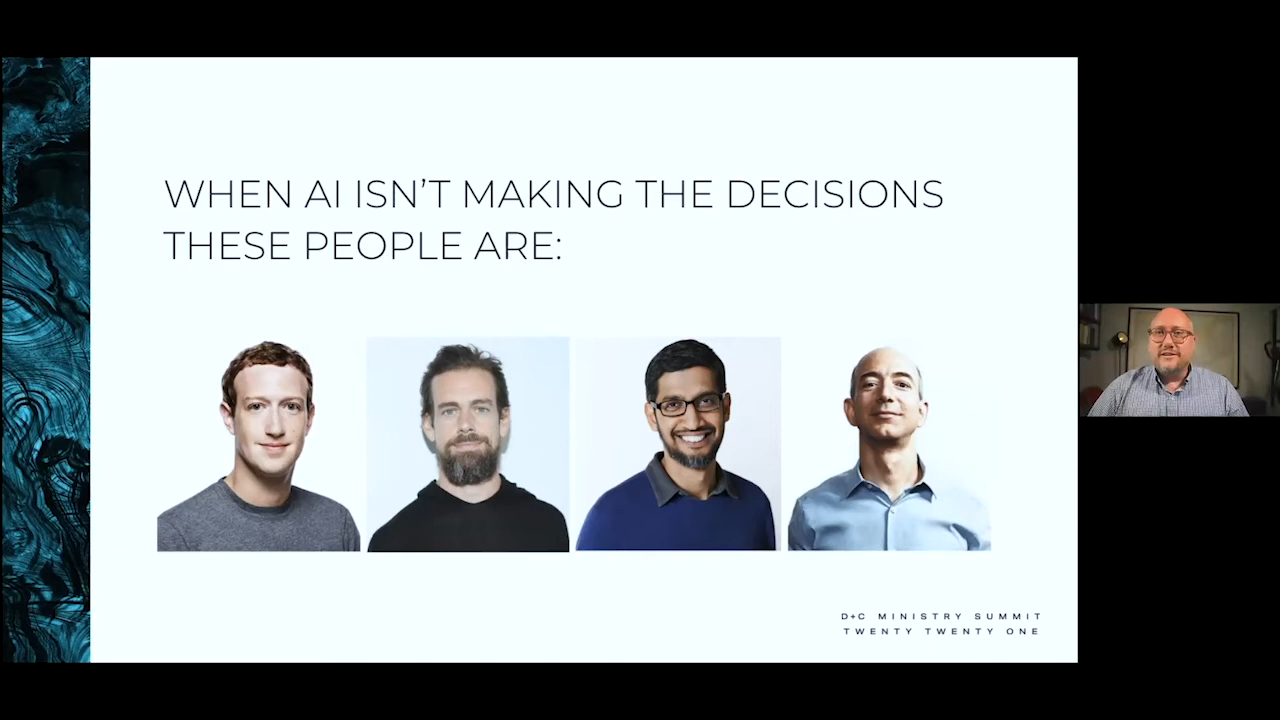 WHEN AI ISN’T MAKING THE DECISIONS
THESE PEOPLE ARE:
D+C MINISTRY SUMMIT
TWENTY TWENTY ONE